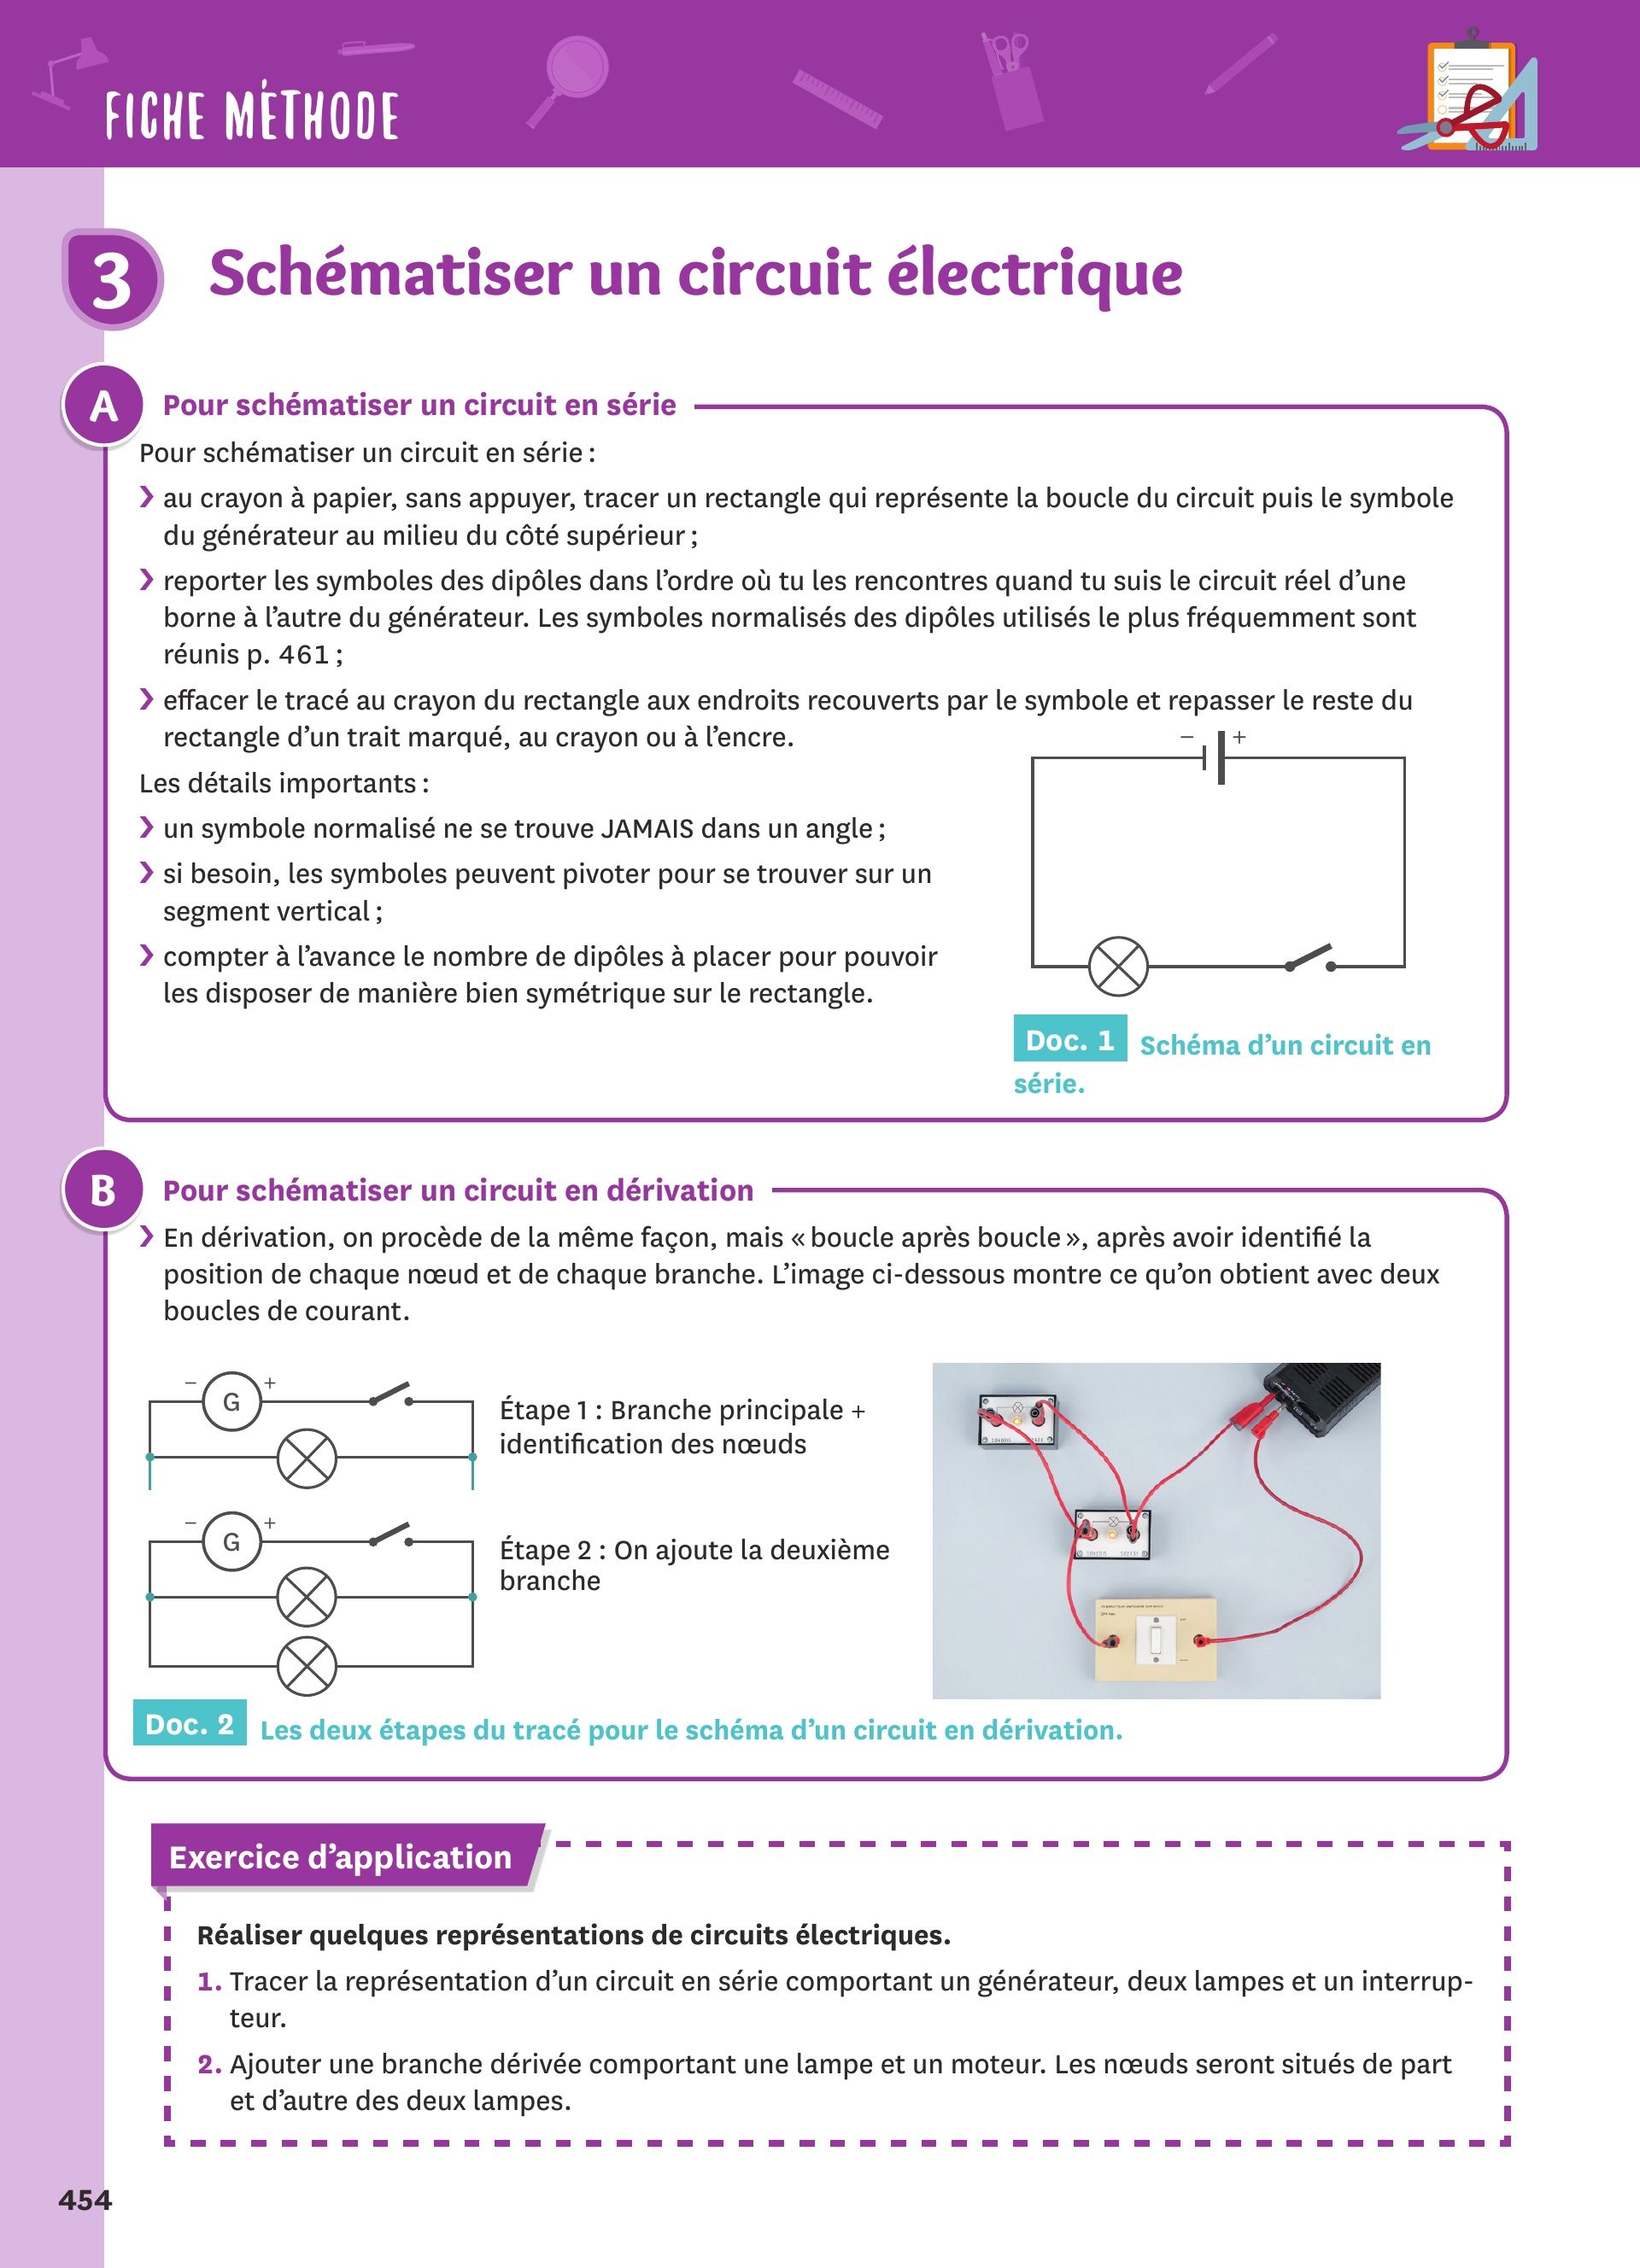 FICHE MÉTHODE
3 Schématiser un circuit électrique
A Pour schématiser un circuit en série
Pour schématiser un circuit en série :
❯ au crayon à papier, sans appuyer, tracer un rectangle qui représente la boucle du circuit puis le symbole
du générateur au milieu du côté supérieur ;
❯ reporter les symboles des dipôles dans l’ordre où tu les rencontres quand tu suis le circuit réel d’une
borne à l’autre du générateur. Les symboles normalisés des dipôles utilisés le plus fréquemment sont
réunis p. 461 ;
❯ effacer le tracé au crayon du rectangle aux endroits recouverts par le symbole et repasser le reste du
rectangle d’un trait marqué, au crayon ou à l’encre.
Les détails importants :
❯ un symbole normalisé ne se trouve JAMAIS dans un angle ;
❯ si besoin, les symboles peuvent pivoter pour se trouver sur un
segment vertical ;
❯ compter à l’avance le nombre de dipôles à placer pour pouvoir
les disposer de manière bien symétrique sur le rectangle.
− +
Doc. 1 Schéma d’un circuit en
série.
B Pour schématiser un circuit en dérivation
❯ En dérivation, on procède de la même façon, mais « boucle après boucle », après avoir identifié la
position de chaque nœud et de chaque branche. L’image ci-dessous montre ce qu’on obtient avec deux
boucles de courant.
− G +
Étape 1 : Branche principale +
identification des nœuds
− G +
Étape 2 : On ajoute la deuxième
branche
Doc. 2 Les deux étapes du tracé pour le schéma d’un circuit en dérivation.
Exercice d’application
Réaliser quelques représentations de circuits électriques.
1. Tracer la représentation d’un circuit en série comportant un générateur, deux lampes et un interrup-
teur.
2. Ajouter une branche dérivée comportant une lampe et un moteur. Les nœuds seront situés de part
et d’autre des deux lampes.
454